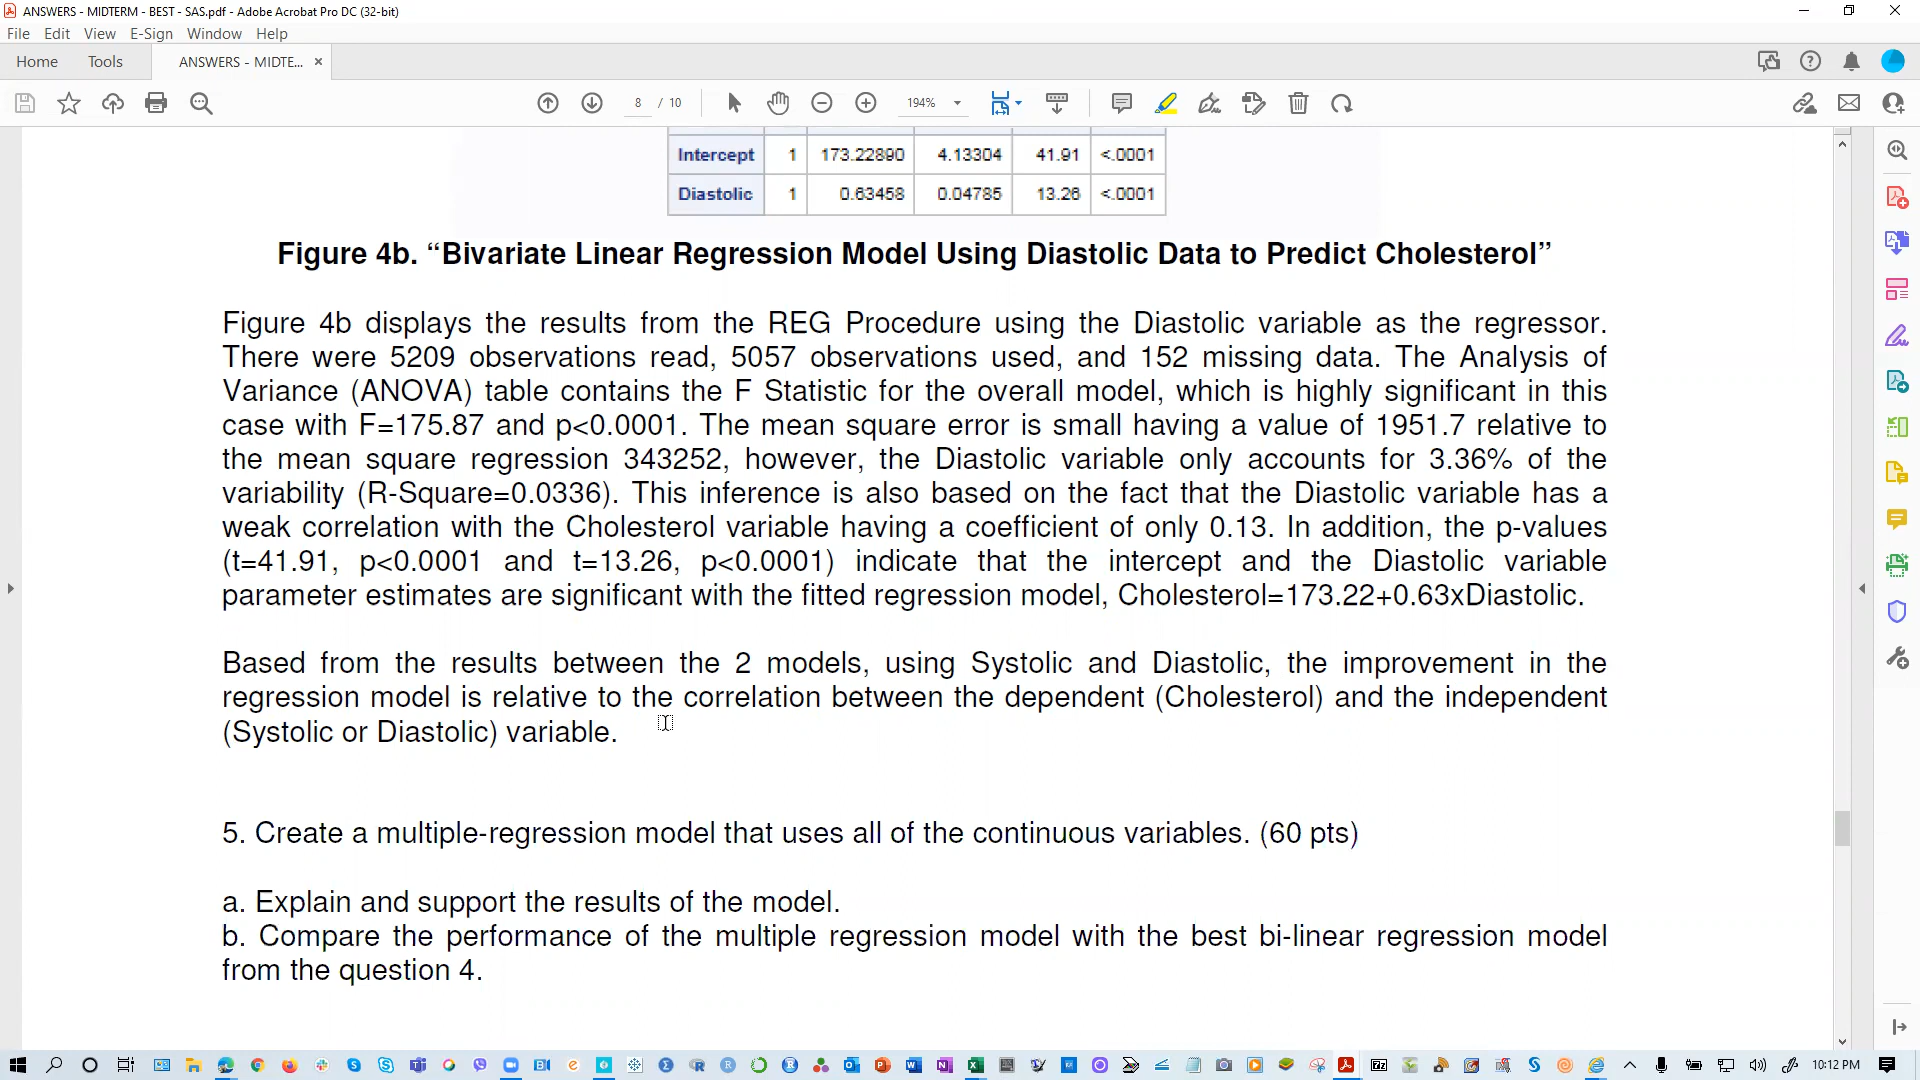 ANSWERS - MIDTERM - BEST - SAS.pdf - Adobe Acrobat Pro DC (32-bit)
File Edit View E-Sign Window Help
Home Tools ANSWERS - MIDTE... ×
8 / 10 194%
Intercept 1 173.22890 4.13304 41.91 <.0001
Diastolic 1 0.63458 0.04785 13.26 <.0001
Figure 4b. “Bivariate Linear Regression Model Using Diastolic Data to Predict Cholesterol”
Figure 4b displays the results from the REG Procedure using the Diastolic variable as the regressor.
There were 5209 observations read, 5057 observations used, and 152 missing data. The Analysis of
Variance (ANOVA) table contains the F Statistic for the overall model, which is highly significant in this
case with F=175.87 and p<0.0001. The mean square error is small having a value of 1951.7 relative to
the mean square regression 343252, however, the Diastolic variable only accounts for 3.36% of the
variability (R-Square=0.0336). This inference is also based on the fact that the Diastolic variable has a
weak correlation with the Cholesterol variable having a coefficient of only 0.13. In addition, the p-values
(t=41.91, p<0.0001 and t=13.26, p<0.0001) indicate that the intercept and the Diastolic variable
parameter estimates are significant with the fitted regression model, Cholesterol=173.22+0.63xDiastolic.
Based from the results between the 2 models, using Systolic and Diastolic, the improvement in the
regression model is relative to the correlation between the dependent (Cholesterol) and the independent
(Systolic or Diastolic) variable.
5. Create a multiple-regression model that uses all of the continuous variables. (60 pts)
a. Explain and support the results of the model.
b. Compare the performance of the multiple regression model with the best bi-linear regression model
from the question 4.
10:12 PM